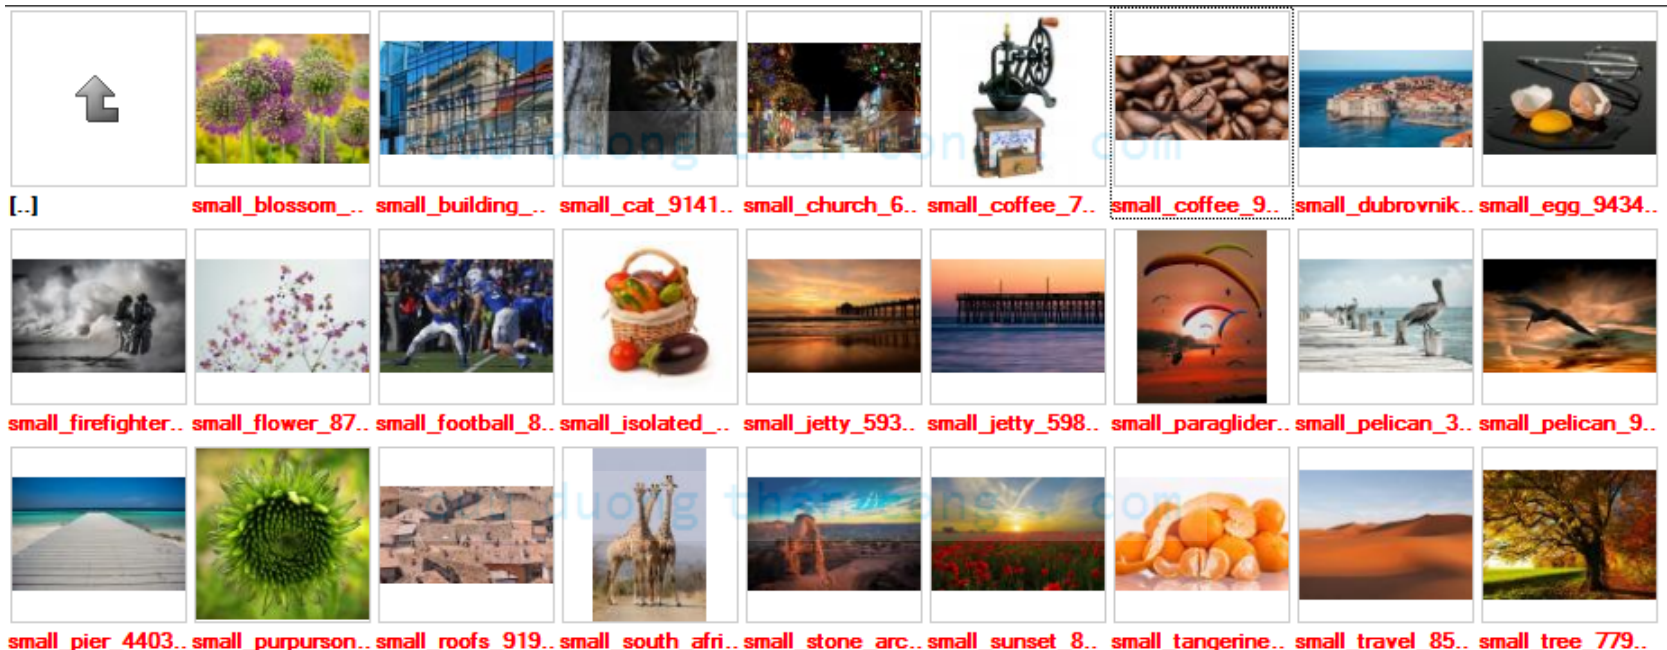 [..] small_blossom_.. small_building_.. small_cat_9141.. small_church_6.. small_coffee_7.. small_coffee_9.. small_dubrovnik.. small_egg_9434..
small_firefighter.. small_flower_87.. small_football_8.. small_isolated_.. small_jetty_593.. small_jetty_598.. small_paraglider.. small_pelican_3.. small_pelican_9..
small_pier_4403.. small_purpurson.. small_roofs_919.. small_south_afri.. small_stone_arc.. small_sunset_8.. small_tangerine.. small_travel_85.. small_tree_779..